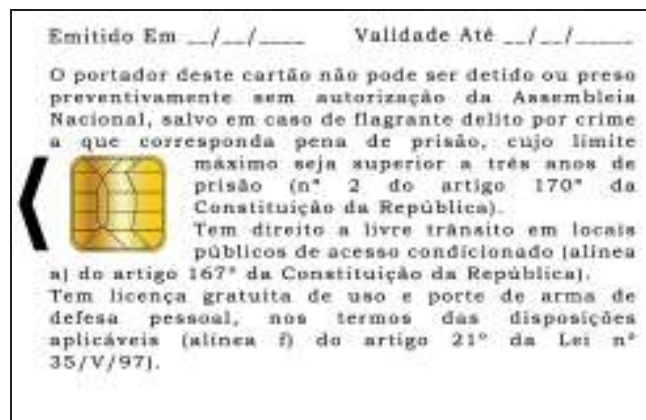 Emitido Em __/__/____ Validade Até __/__/_____
O portador deste cartão não pode ser detido ou preso
preventivamente sem autorização da Assembleia
Nacional, salvo em caso de flagrante delito por crime
a que corresponda pena de prisão, cujo limite
máximo seja superior a três anos de
prisão (nº 2 do artigo 170º da
Constituição da República).
Tem direito a livre trânsito em locais
públicos de acesso condicionado (alínea
a) do artigo 167º da Constituição da República).
Tem licença gratuita de uso e porte de arma de
defesa pessoal, nos termos das disposições
aplicáveis (alínea f) do artigo 21º da Lei nº
35/V/97).